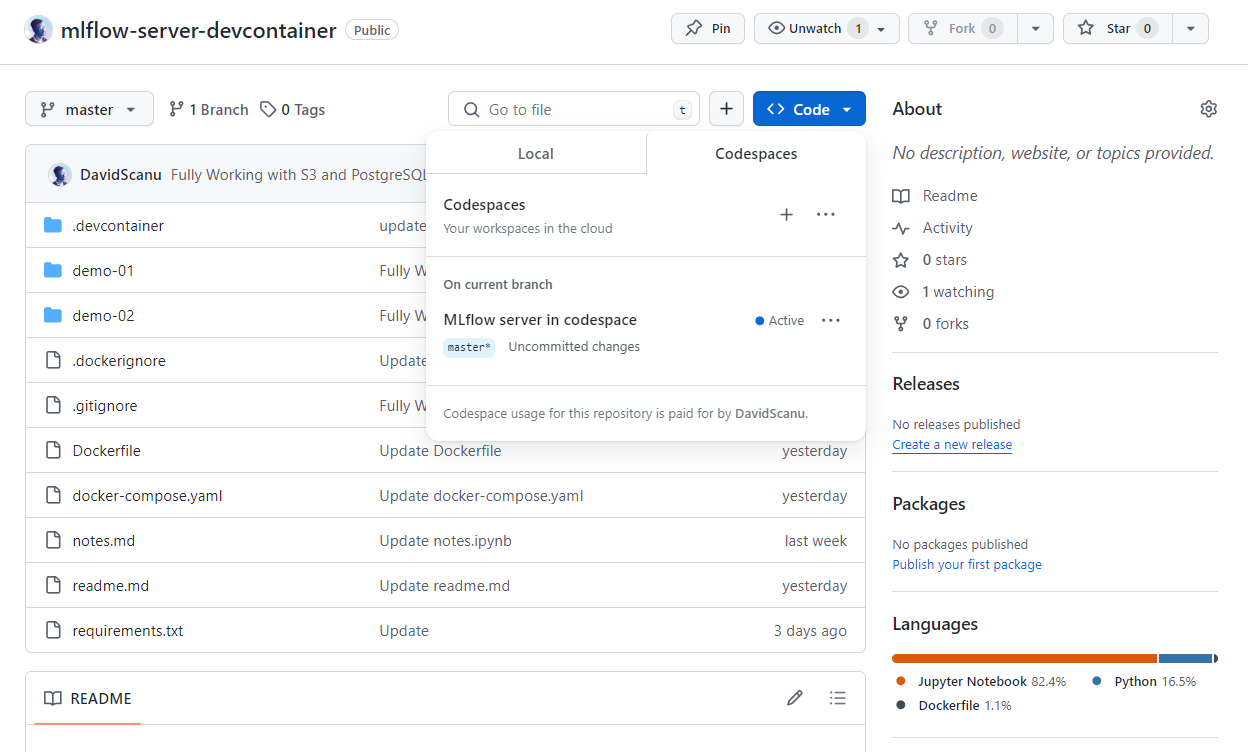 mlflow-server-devcontainer Public
Pin
Unwatch 1
Fork 0
Star 0
master
1 Branch
0 Tags
Go to file t
Code
DavidScanu Fully Working with S3 and PostgreSQL
.devcontainer update
demo-01 Fully W
demo-02 Fully W
.dockerignore Update
.gitignore Fully W
Dockerfile Update Dockerfile yesterday
docker-compose.yaml Update docker-compose.yaml yesterday
notes.md Update notes.ipynb last week
readme.md Update readme.md yesterday
requirements.txt Update 3 days ago
README
Local
Codespaces
Codespaces
Your workspaces in the cloud
On current branch
MLflow server in codespace Active
master* Uncommitted changes
Codespace usage for this repository is paid for by DavidScanu.
About
No description, website, or topics provided.
Readme
Activity
0 stars
1 watching
0 forks
Releases
No releases published
Create a new release
Packages
No packages published
Publish your first package
Languages
Jupyter Notebook 82.4% Python 16.5%
Dockerfile 1.1%